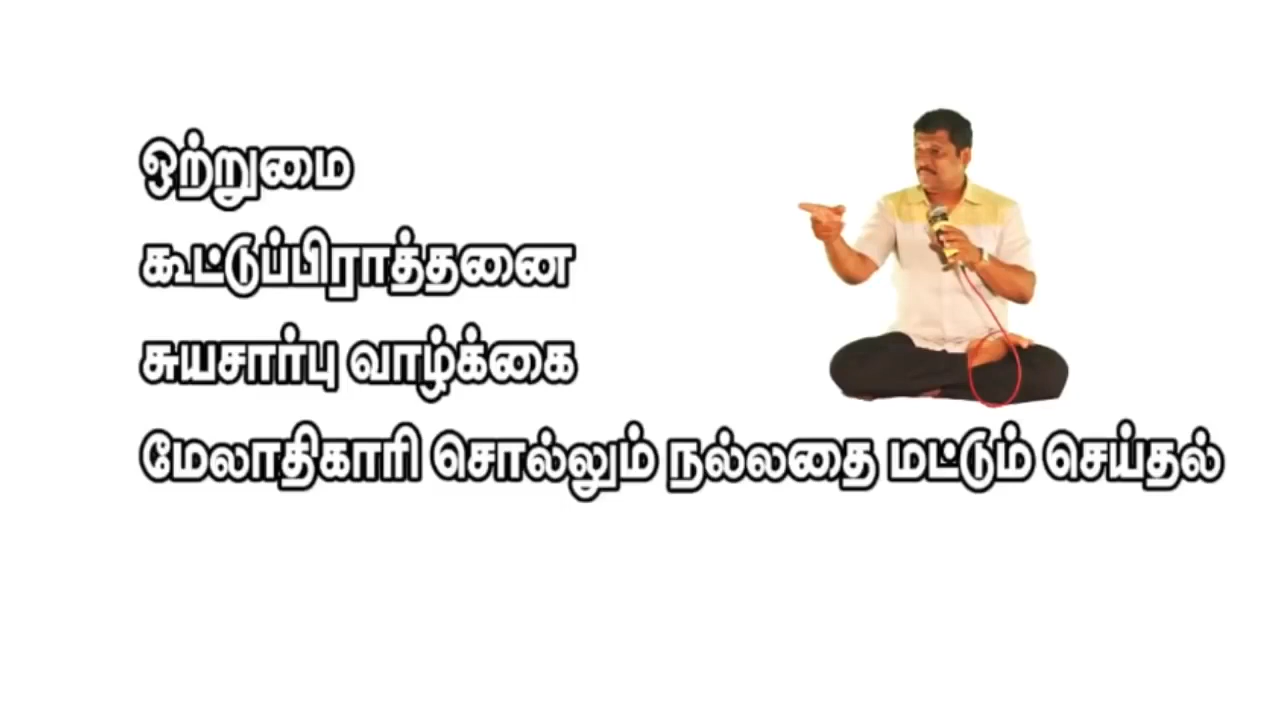 ஒற்றுமை
கூட்டுப்பிராத்தனை
சுயசார்பு வாழ்க்கை
மேலாதிகாரி சொல்லும் நல்லதை மட்டும் செய்தல்